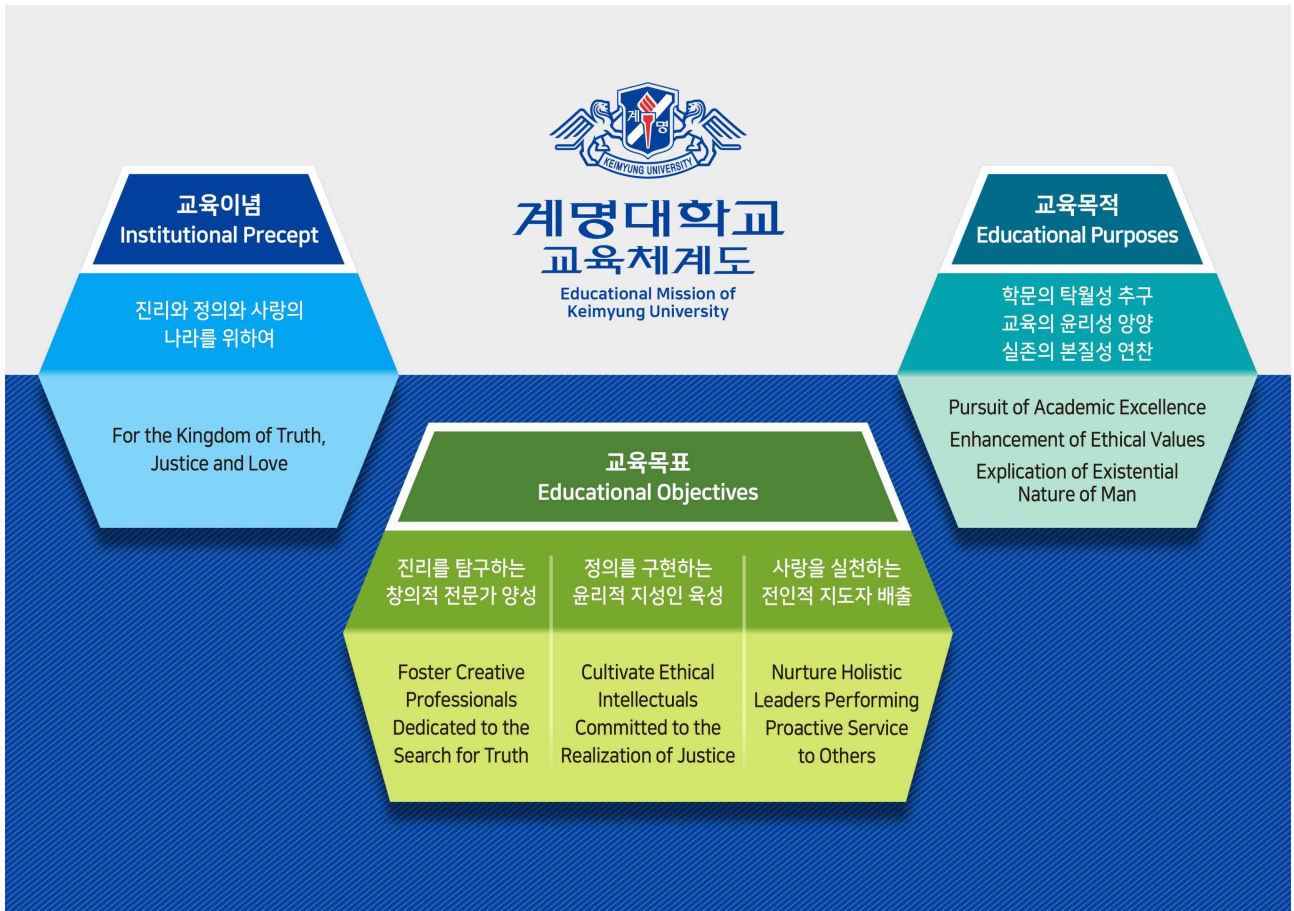 계명
KEIMYUNG UNIVERSITY
계명대학교
교육체계도
Educational Mission of
Keimyung University
교육이념
Institutional Precept
진리와 정의와 사랑의
나라를 위하여
For the Kingdom of Truth,
Justice and Love
교육목적
Educational Purposes
학문의 탁월성 추구
교육의 윤리성 앙양
실존의 본질성 연찬
Pursuit of Academic Excellence
Enhancement of Ethical Values
Explication of Existential
Nature of Man
교육목표
Educational Objectives
진리를 탐구하는
창의적 전문가 양성
Foster Creative
Professionals
Dedicated to the
Search for Truth
정의를 구현하는
윤리적 지성인 육성
Cultivate Ethical
Intellectuals
Committed to the
Realization of Justice
사랑을 실천하는
전인적 지도자 배출
Nurture Holistic
Leaders Performing
Proactive Service
to Others